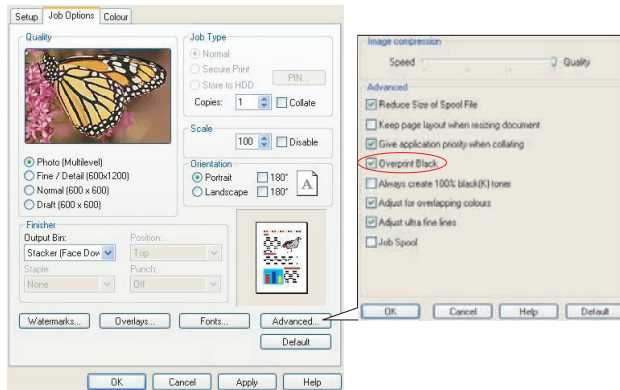 Setup Job Options Colour
Quality
Photo (Multilevel)
Fine / Detail (600x1200)
Normal (600 x 600)
Draft (600 x 600)
Job Type
Normal
Secure Print
Store to HDD
PIN...
Copies: 1 Collate
Scale
100 Disable
Orientation
Portrait 180°
Landscape 180°
A
Finisher
Output Bin: Position:
Stacker (Face Dow Top
Staple: Punch:
None Off
Watermarks... Overlays... Fonts... Advanced...
Default
OK Cancel Apply Help
Image compression
Speed Quality
Advanced
Reduce Size of Spool File
Keep page layout when resizing document
Give application priority when collating
Overprint Black
Always create 100% black(K) toner
Adjust for overlapping colours
Adjust ultra fine lines
Job Spool
OK Cancel Help Default